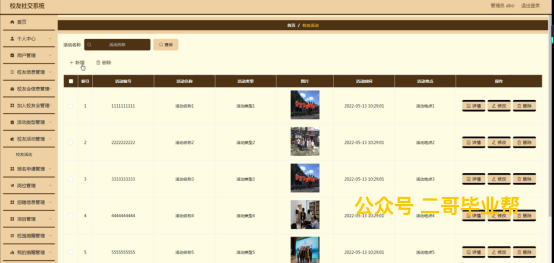 校友社交系统
管理员 abo 退出登录
首页
个人中心
用户管理
校友信息管理
校友会信息管理
加入校友会管理
活动类型管理
校友活动管理
校友活动
报名申请管理
岗位管理
招聘信息管理
项目管理
校园捐赠管理
我的捐赠管理
首页 / 校友活动
活动名称 活动名称 搜索
+ 新增 删除
索引 活动编号 活动名称 活动类型 图片 活动时间 活动地点 操作
1 1111111111 活动名称1 活动类型1 2022-05-13 10:29:01 活动地点1 详情 修改 删除
2 2222222222 活动名称2 活动类型2 2022-05-13 10:29:01 活动地点2 详情 修改 删除
3 3333333333 活动名称3 活动类型3 2022-05-13 10:29:01 活动地点3 详情 修改 删除
4 4444444444 活动名称4 活动类型4 2022-05-13 10:29:01 活动地点4 详情 修改 删除
5 5555555555 活动名称5 活动类型5 2022-05-13 10:29:01 活动地点5 详情 修改 删除
公众号 二哥毕业帮